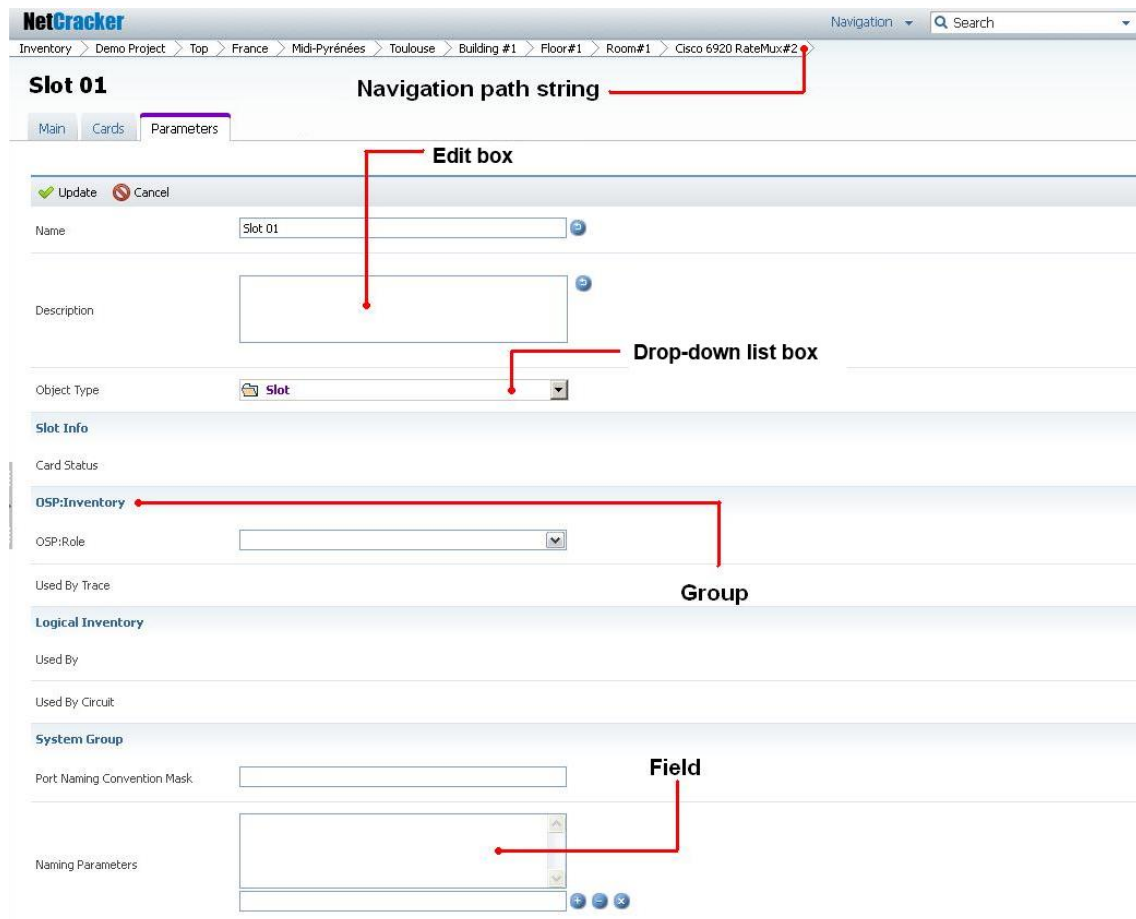 NetCracker
Navigation
Search
Inventory Demo Project Top France Midi-Pyrénées Toulouse Building #1 Floor#1 Room#1 Cisco 6920 RateMux#2
Slot 01
Navigation path string
Main Cards Parameters
Edit box
Update Cancel
Name Slot 01
Description
Drop-down list box
Object Type Slot
Slot Info
Card Status
OSP:Inventory
OSP:Role
Used By Trace
Group
Logical Inventory
Used By
Used By Circuit
System Group
Field
Port Naming Convention Mask
Naming Parameters